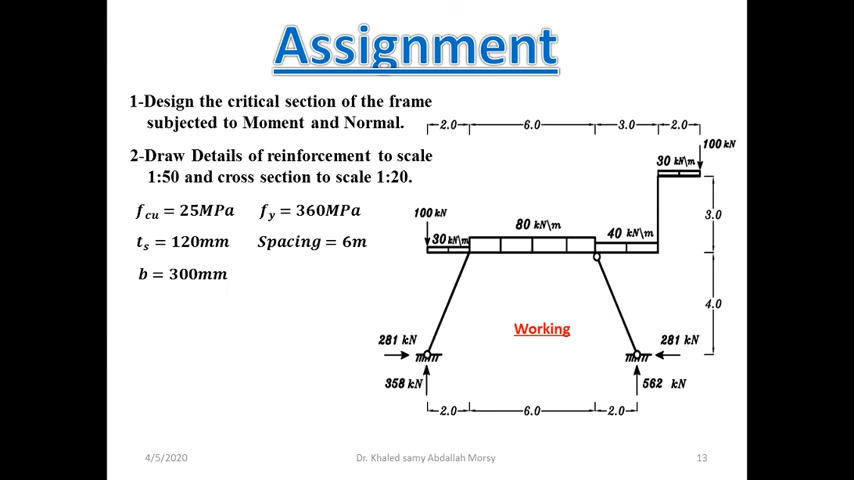 Assignment
1-Design the critical section of the frame
subjected to Moment and Normal.
2-Draw Details of reinforcement to scale
1:50 and cross section to scale 1:20.
f_cu = 25MPa f_y = 360MPa
t_s = 120mm Spacing = 6m
b = 300mm
2.0 6.0 3.0 2.0
100 kN
30 kN\m
3.0
100 kN
80 kN\m
30 kN\m
40 kN\m
4.0
Working
281 kN
281 kN
358 kN
562 kN
2.0 6.0 2.0
4/5/2020
Dr. Khaled samy Abdallah Morsy
13